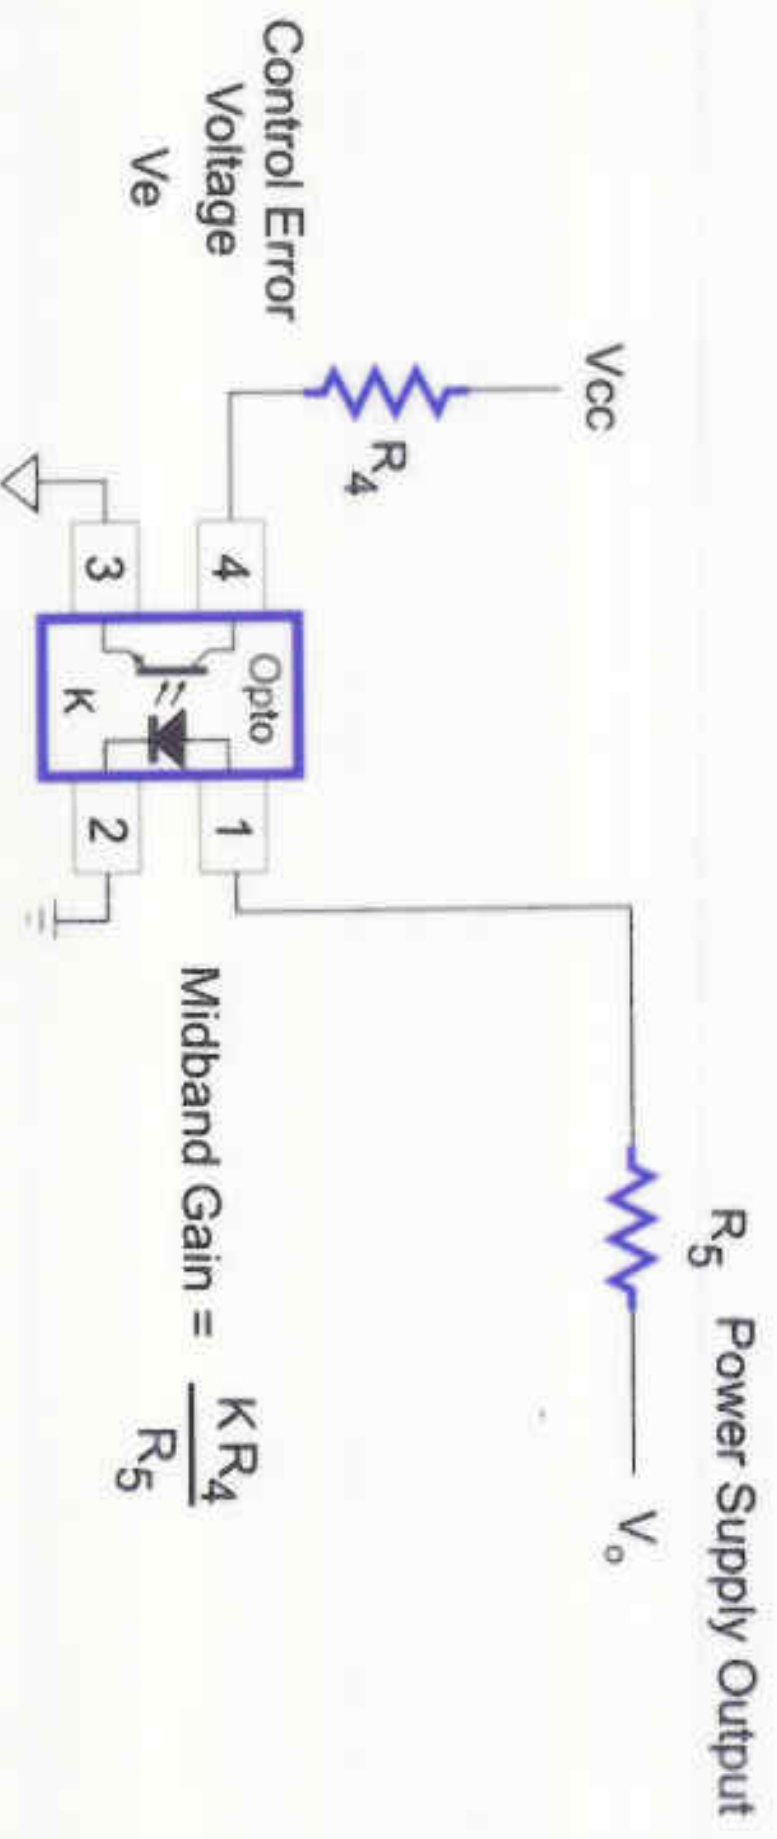 R5 Power Supply Output
Vcc
Vo
R4
Control Error
Voltage
Ve
4
Opto
1
3
K
2
Midband Gain = K R4
R5